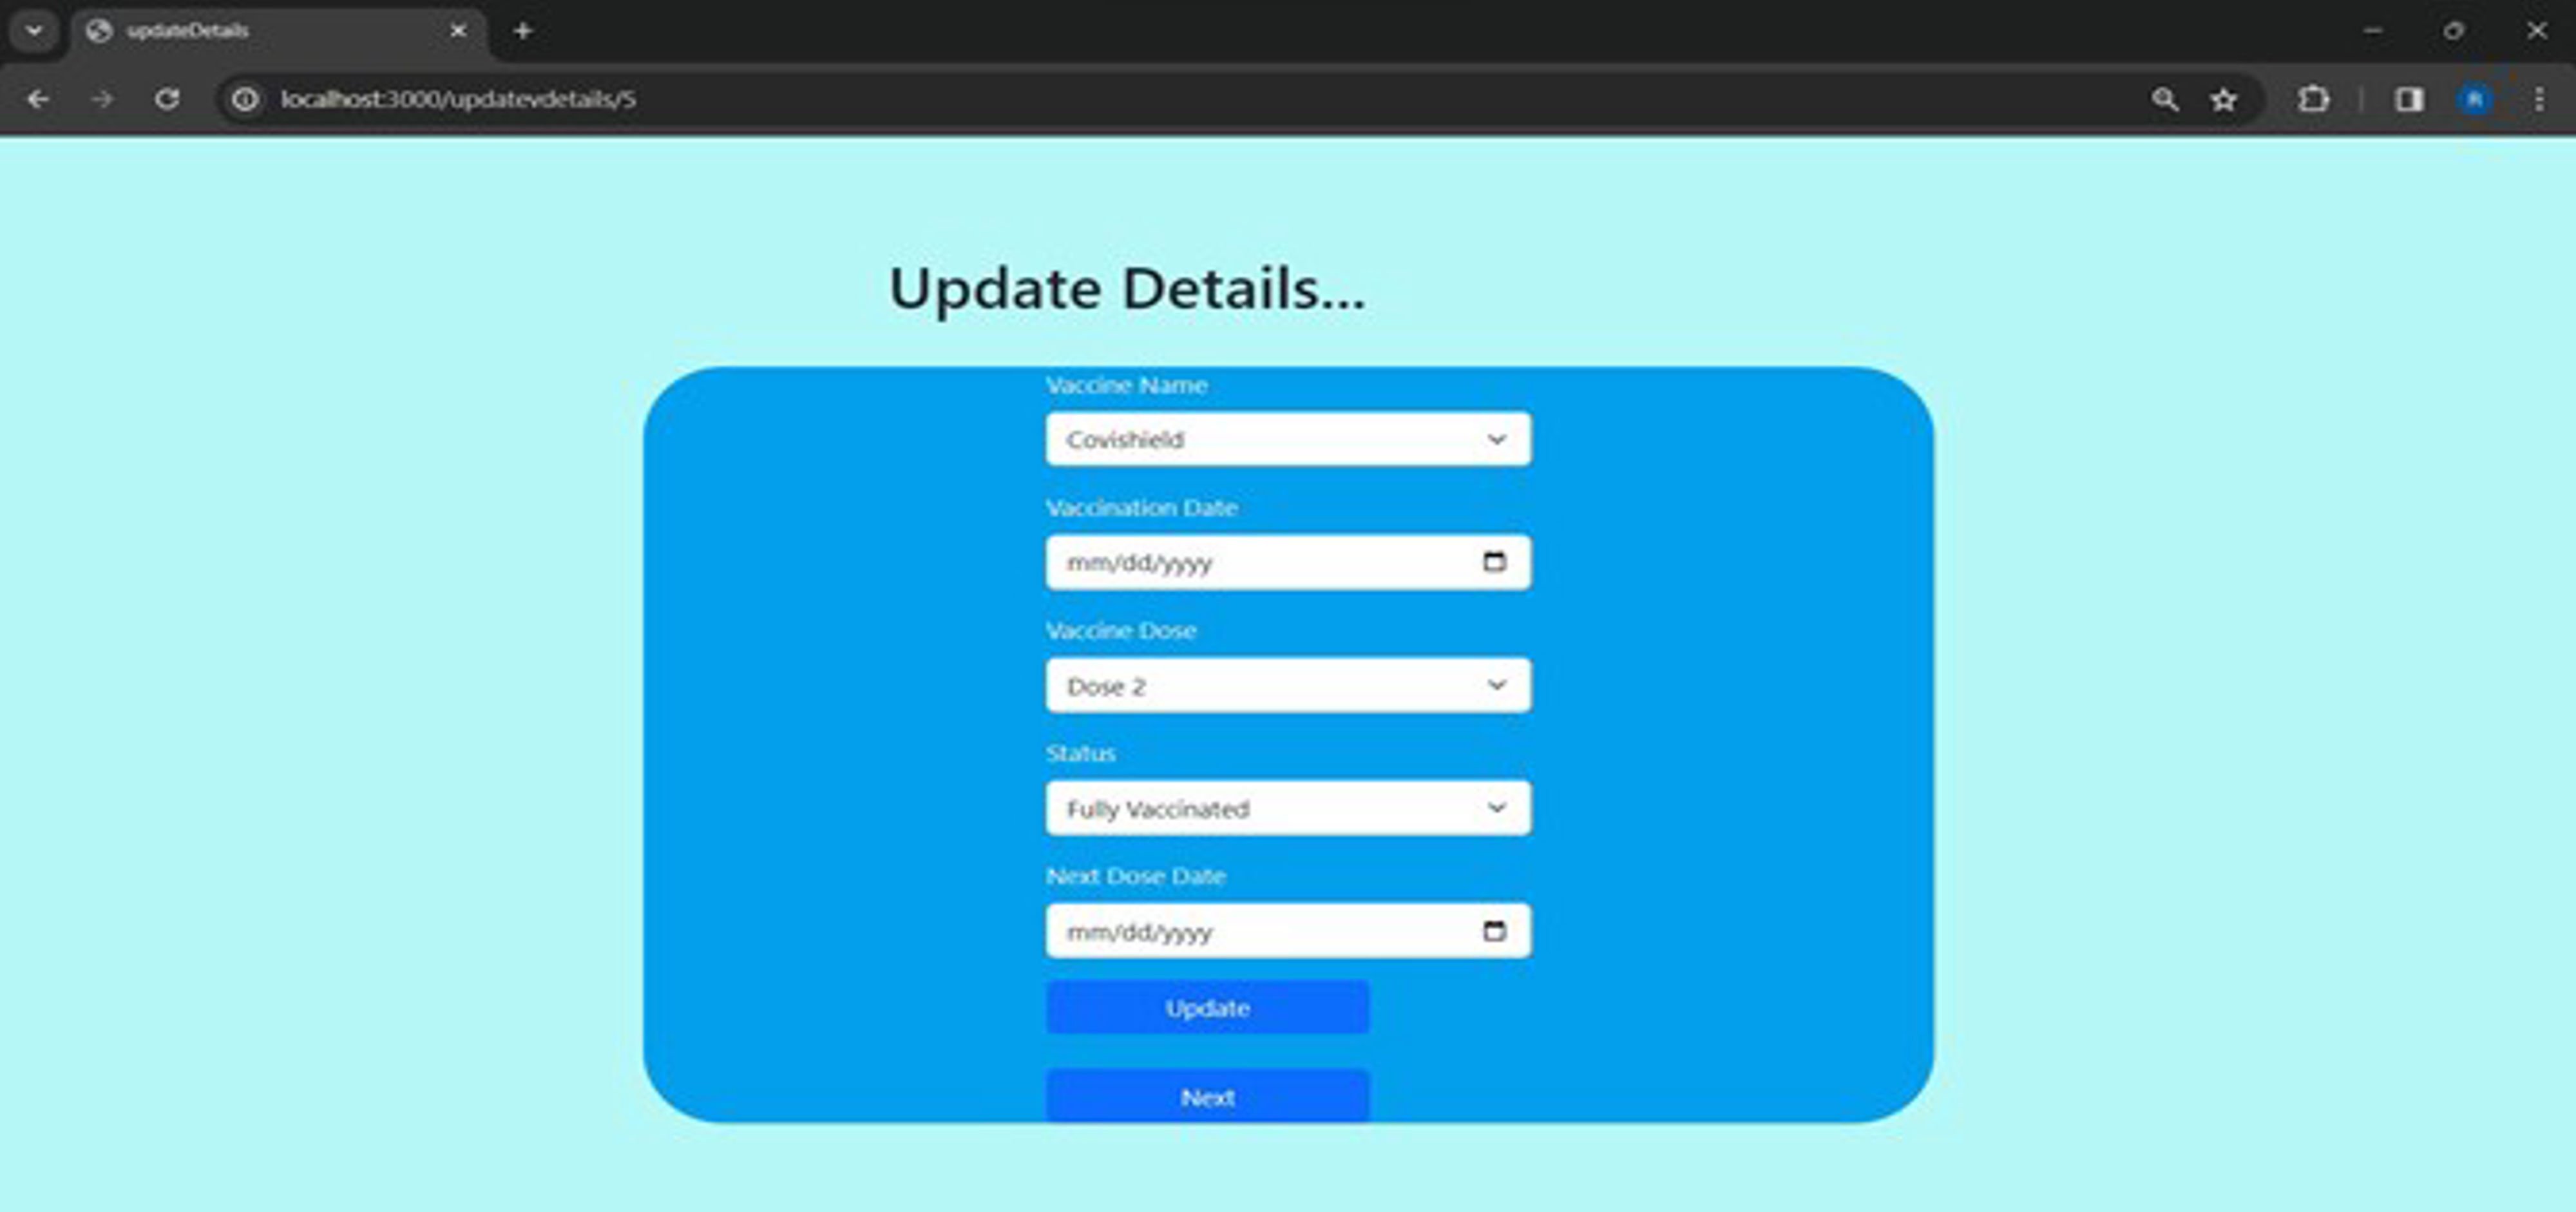 updateDetails
localhost:3000/updatevdetails/5
Update Details...
Vaccine Name
Covishield
Vaccination Date
mm/dd/yyyy
Vaccine Dose
Dose 2
Status
Fully Vaccinated
Next Dose Date
mm/dd/yyyy
Update
Next